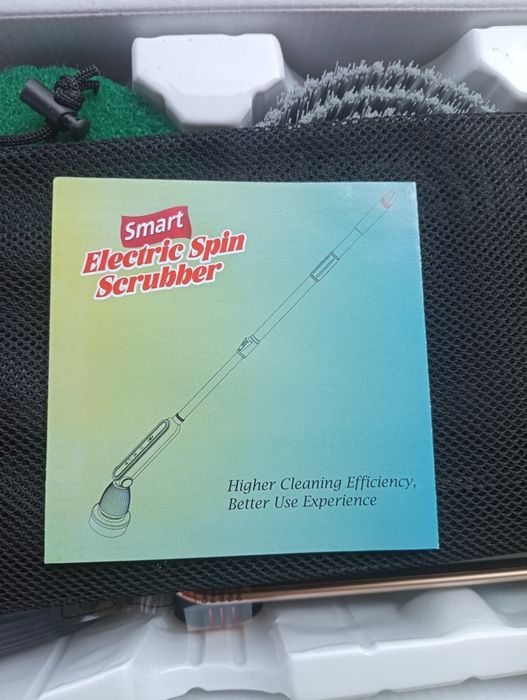 Smart
Electric Spin
Scrubber
Higher Cleaning Efficiency,
Better Use Experience